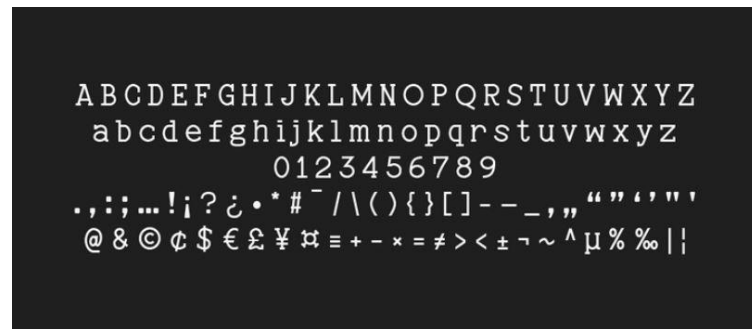 ABCDEFGHIJKLMNOPQRSTUVWXYZ
abcdefghijklmnopqrstuvwxyz
0123456789
.,:;…!¡?¿•*#¯/\(){}[]-–_‚„“”‘’"'
@&©¢$€£¥¤≡+−×=≠><±¬~^µ%‰|¦